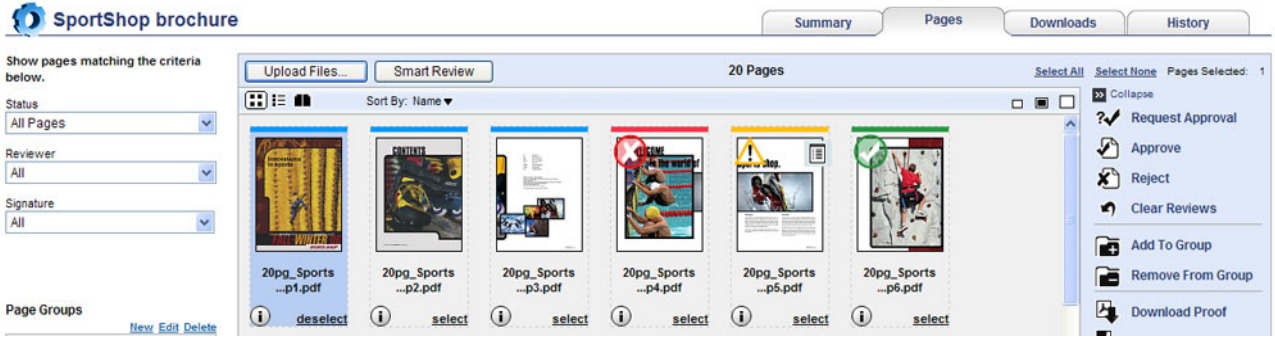 SportShop brochure
Summary
Pages
Downloads
History
Show pages matching the criteria
below.
Status
All Pages
Reviewer
All
Signature
All
Page Groups
New Edit Delete
Upload Files...
Smart Review
20 Pages
Select All
Select None
Pages Selected: 1
Sort By: Name
CONTENTS
20pg_Sports
...p1.pdf
deselect
20pg_Sports
...p2.pdf
select
20pg_Sports
...p3.pdf
select
20pg_Sports
...p4.pdf
select
20pg_Sports
...p5.pdf
select
20pg_Sports
...p6.pdf
select
Collapse
Request Approval
Approve
Reject
Clear Reviews
Add To Group
Remove From Group
Download Proof